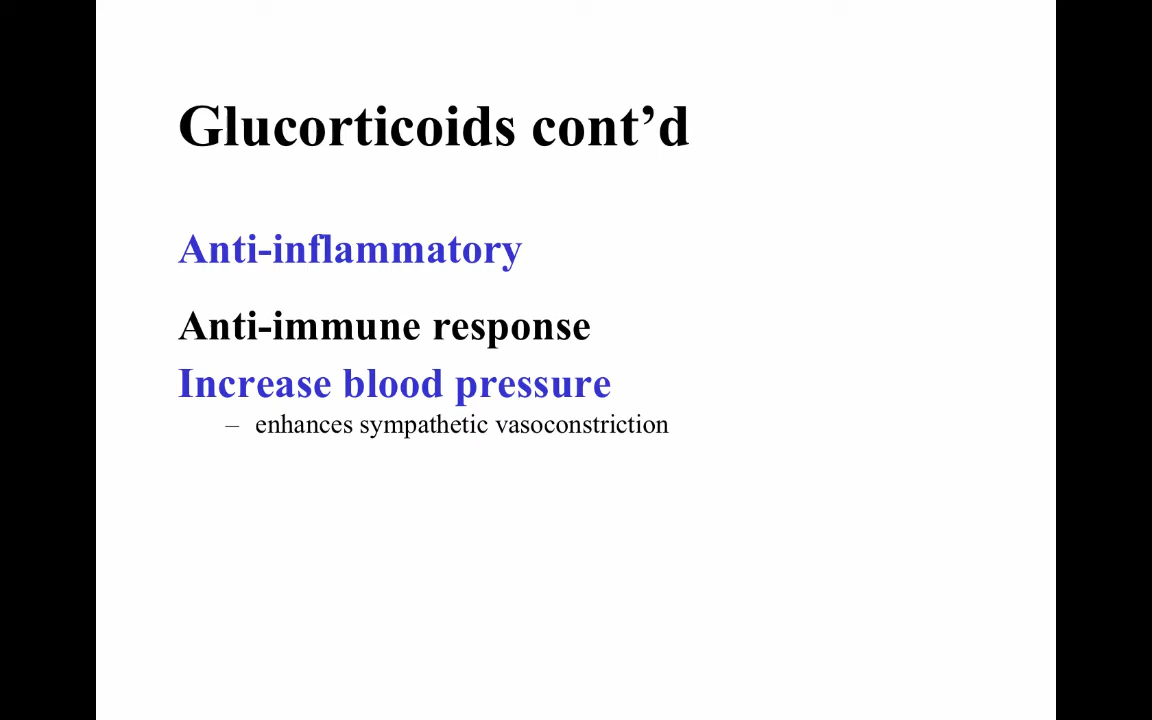 Glucorticoids cont’d
Anti-inflammatory
Anti-immune response
Increase blood pressure
– enhances sympathetic vasoconstriction